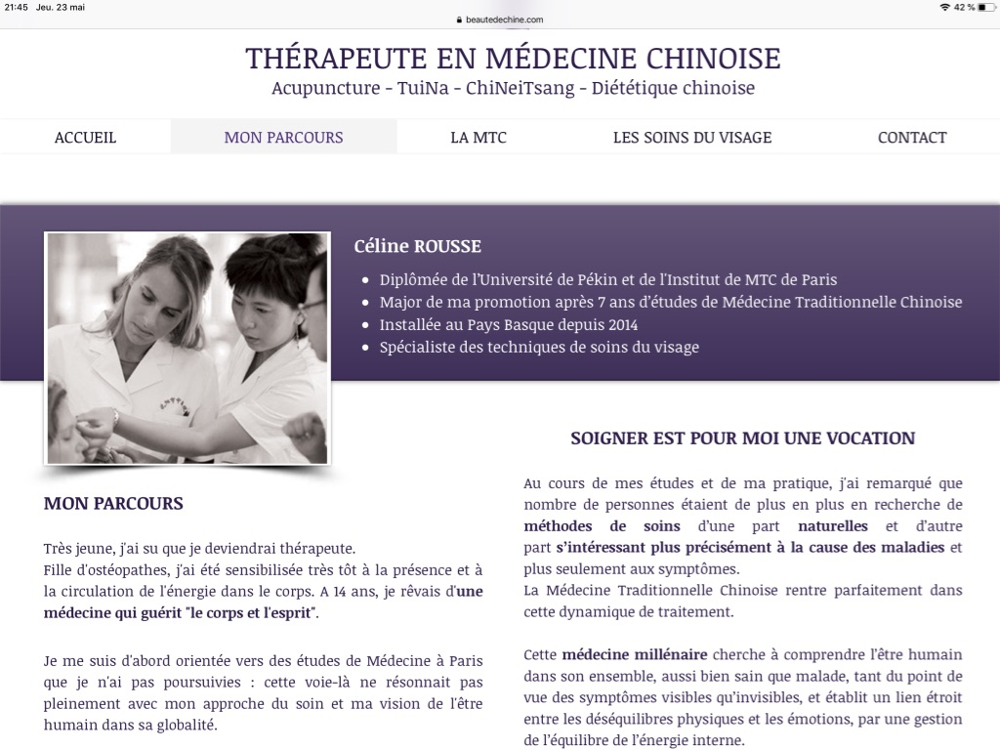 21:45 Jeu. 23 mai
42 %
beautedechine.com
THÉRAPEUTE EN MÉDECINE CHINOISE
Acupuncture - TuiNa - ChiNeiTsang - Diététique chinoise
ACCUEIL
MON PARCOURS
LA MTC
LES SOINS DU VISAGE
CONTACT
Céline ROUSSE
• Diplômée de l'Université de Pékin et de l'Institut de MTC de Paris
• Major de ma promotion après 7 ans d'études de Médecine Traditionnelle Chinoise
• Installée au Pays Basque depuis 2014
• Spécialiste des techniques de soins du visage
MON PARCOURS
Très jeune, j'ai su que je deviendrai thérapeute.
Fille d'ostéopathes, j'ai été sensibilisée très tôt à la présence et à
la circulation de l'énergie dans le corps. A 14 ans, je rêvais d'une
médecine qui guérit "le corps et l'esprit".
Je me suis d'abord orientée vers des études de Médecine à Paris
que je n'ai pas poursuivies : cette voie-là ne résonnait pas
pleinement avec mon approche du soin et ma vision de l'être
humain dans sa globalité.
SOIGNER EST POUR MOI UNE VOCATION
Au cours de mes études et de ma pratique, j'ai remarqué que
nombre de personnes étaient de plus en plus en recherche de
méthodes de soins d'une part naturelles et d'autre
part s'intéressant plus précisément à la cause des maladies et
plus seulement aux symptômes.
La Médecine Traditionnelle Chinoise rentre parfaitement dans
cette dynamique de traitement.
Cette médecine millénaire cherche à comprendre l'être humain
dans son ensemble, aussi bien sain que malade, tant du point de
vue des symptômes visibles qu'invisibles, et établit un lien étroit
entre les déséquilibres physiques et les émotions, par une gestion
de l'équilibre de l'énergie interne.